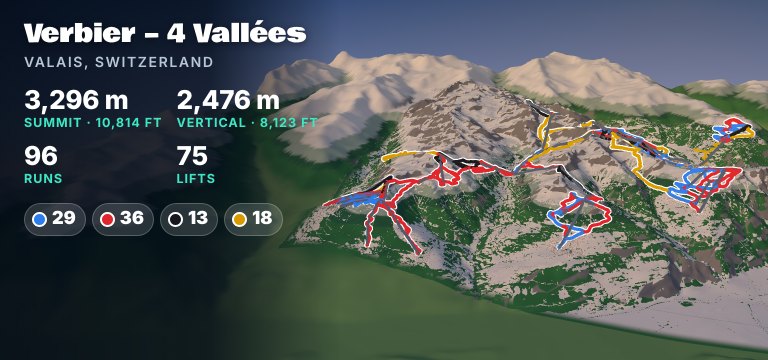 Verbier – 4 Vallées
VALAIS, SWITZERLAND
3,296 m 2,476 m
SUMMIT · 10,814 FT VERTICAL · 8,123 FT
96 75
RUNS LIFTS
29 36 13 18